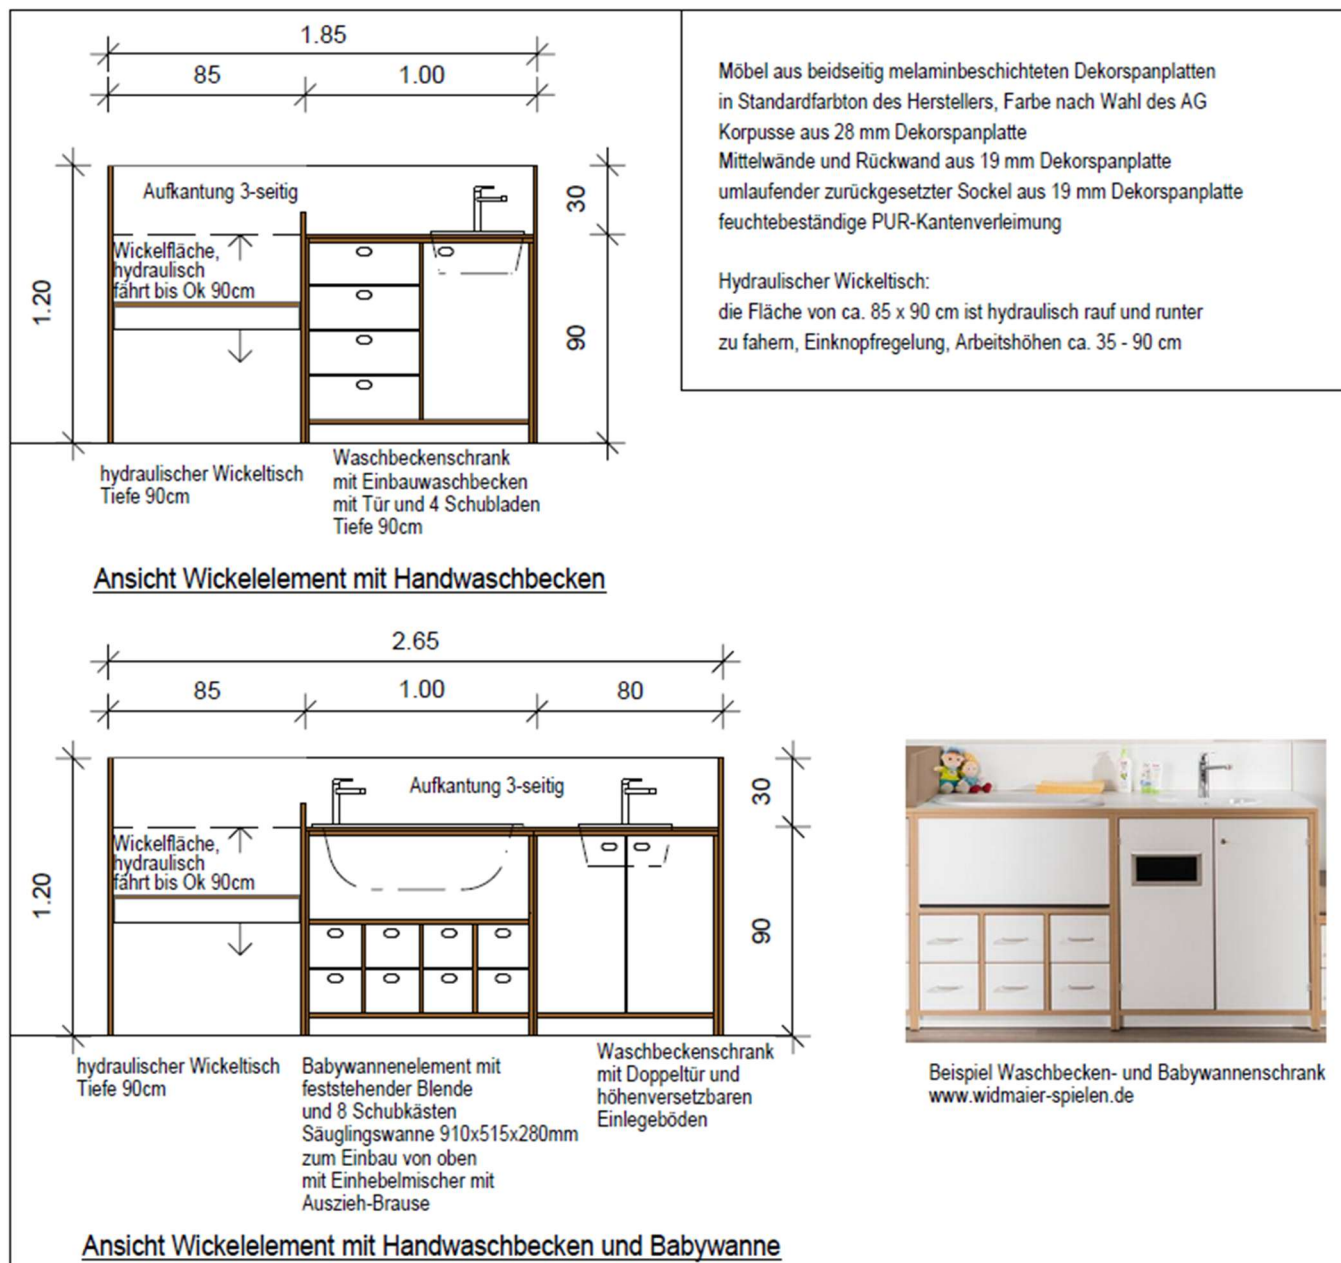 1.85
85
1.00
Aufkantung 3-seitig
Wickelfläche,
hydraulisch
fährt bis Ok 90cm
1.20
30
90
hydraulischer Wickeltisch
Tiefe 90cm
Waschbeckenschrank
mit Einbauwaschbecken
mit Tür und 4 Schubladen
Tiefe 90cm
Ansicht Wickelelement mit Handwaschbecken
Möbel aus beidseitig melaminbeschichteten Dekorspanplatten
in Standardfarbton des Herstellers, Farbe nach Wahl des AG
Korpusse aus 28 mm Dekorspanplatte
Mittelwände und Rückwand aus 19 mm Dekorspanplatte
umlaufender zurückgesetzter Sockel aus 19 mm Dekorspanplatte
feuchtebeständige PUR-Kantenverleimung
Hydraulischer Wickeltisch:
die Fläche von ca. 85 x 90 cm ist hydraulisch rauf und runter
zu fahern, Einknopfregelung, Arbeitshöhen ca. 35 - 90 cm
2.65
85
1.00
80
Aufkantung 3-seitig
Wickelfläche,
hydraulisch
fährt bis Ok 90cm
1.20
30
90
hydraulischer Wickeltisch
Tiefe 90cm
Babywannenelement mit
feststehender Blende
und 8 Schubkästen
Säuglingswanne 910x515x280mm
zum Einbau von oben
mit Einhebelmischer mit
Auszieh-Brause
Waschbeckenschrank
mit Doppeltür und
höhenversetzbaren
Einlegeböden
Ansicht Wickelelement mit Handwaschbecken und Babywanne
Beispiel Waschbecken- und Babywannenschrank
www.widmaier-spielen.de